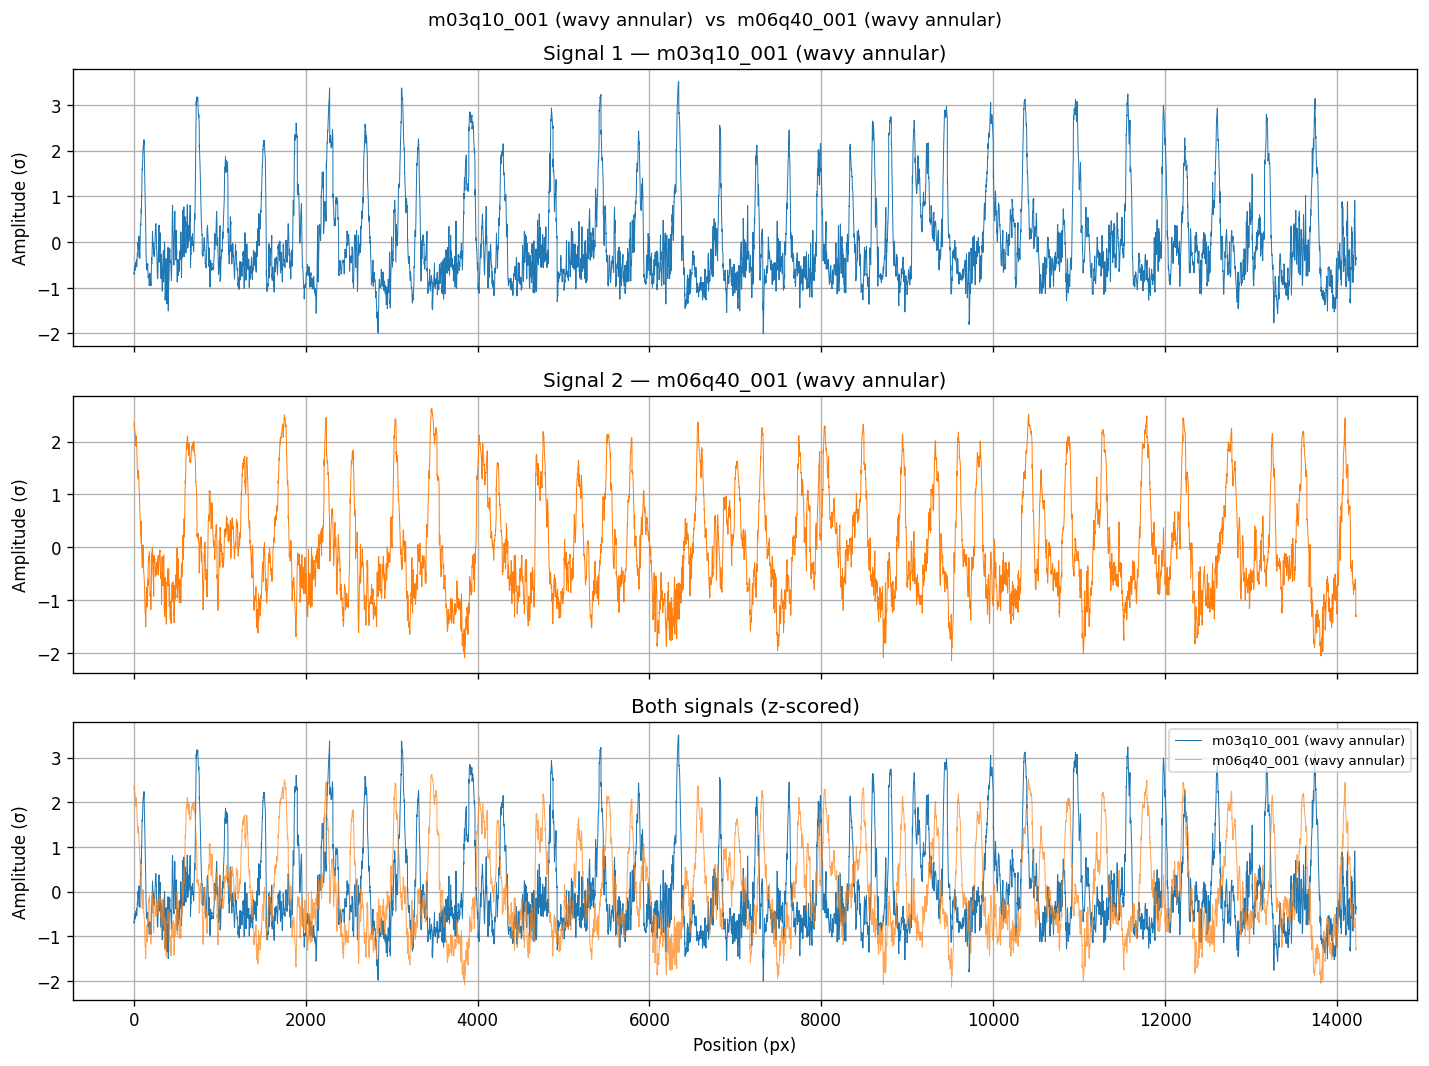 m03q10_001 (wavy annular)  vs  m06q40_001 (wavy annular)
Signal 1 — m03q10_001 (wavy annular)
Amplitude (σ)
3
2
1
0
−1
−2
Signal 2 — m06q40_001 (wavy annular)
Amplitude (σ)
2
1
0
−1
−2
Both signals (z-scored)
Amplitude (σ)
3
2
1
0
−1
−2
m03q10_001 (wavy annular)
m06q40_001 (wavy annular)
0 2000 4000 6000 8000 10000 12000 14000
Position (px)